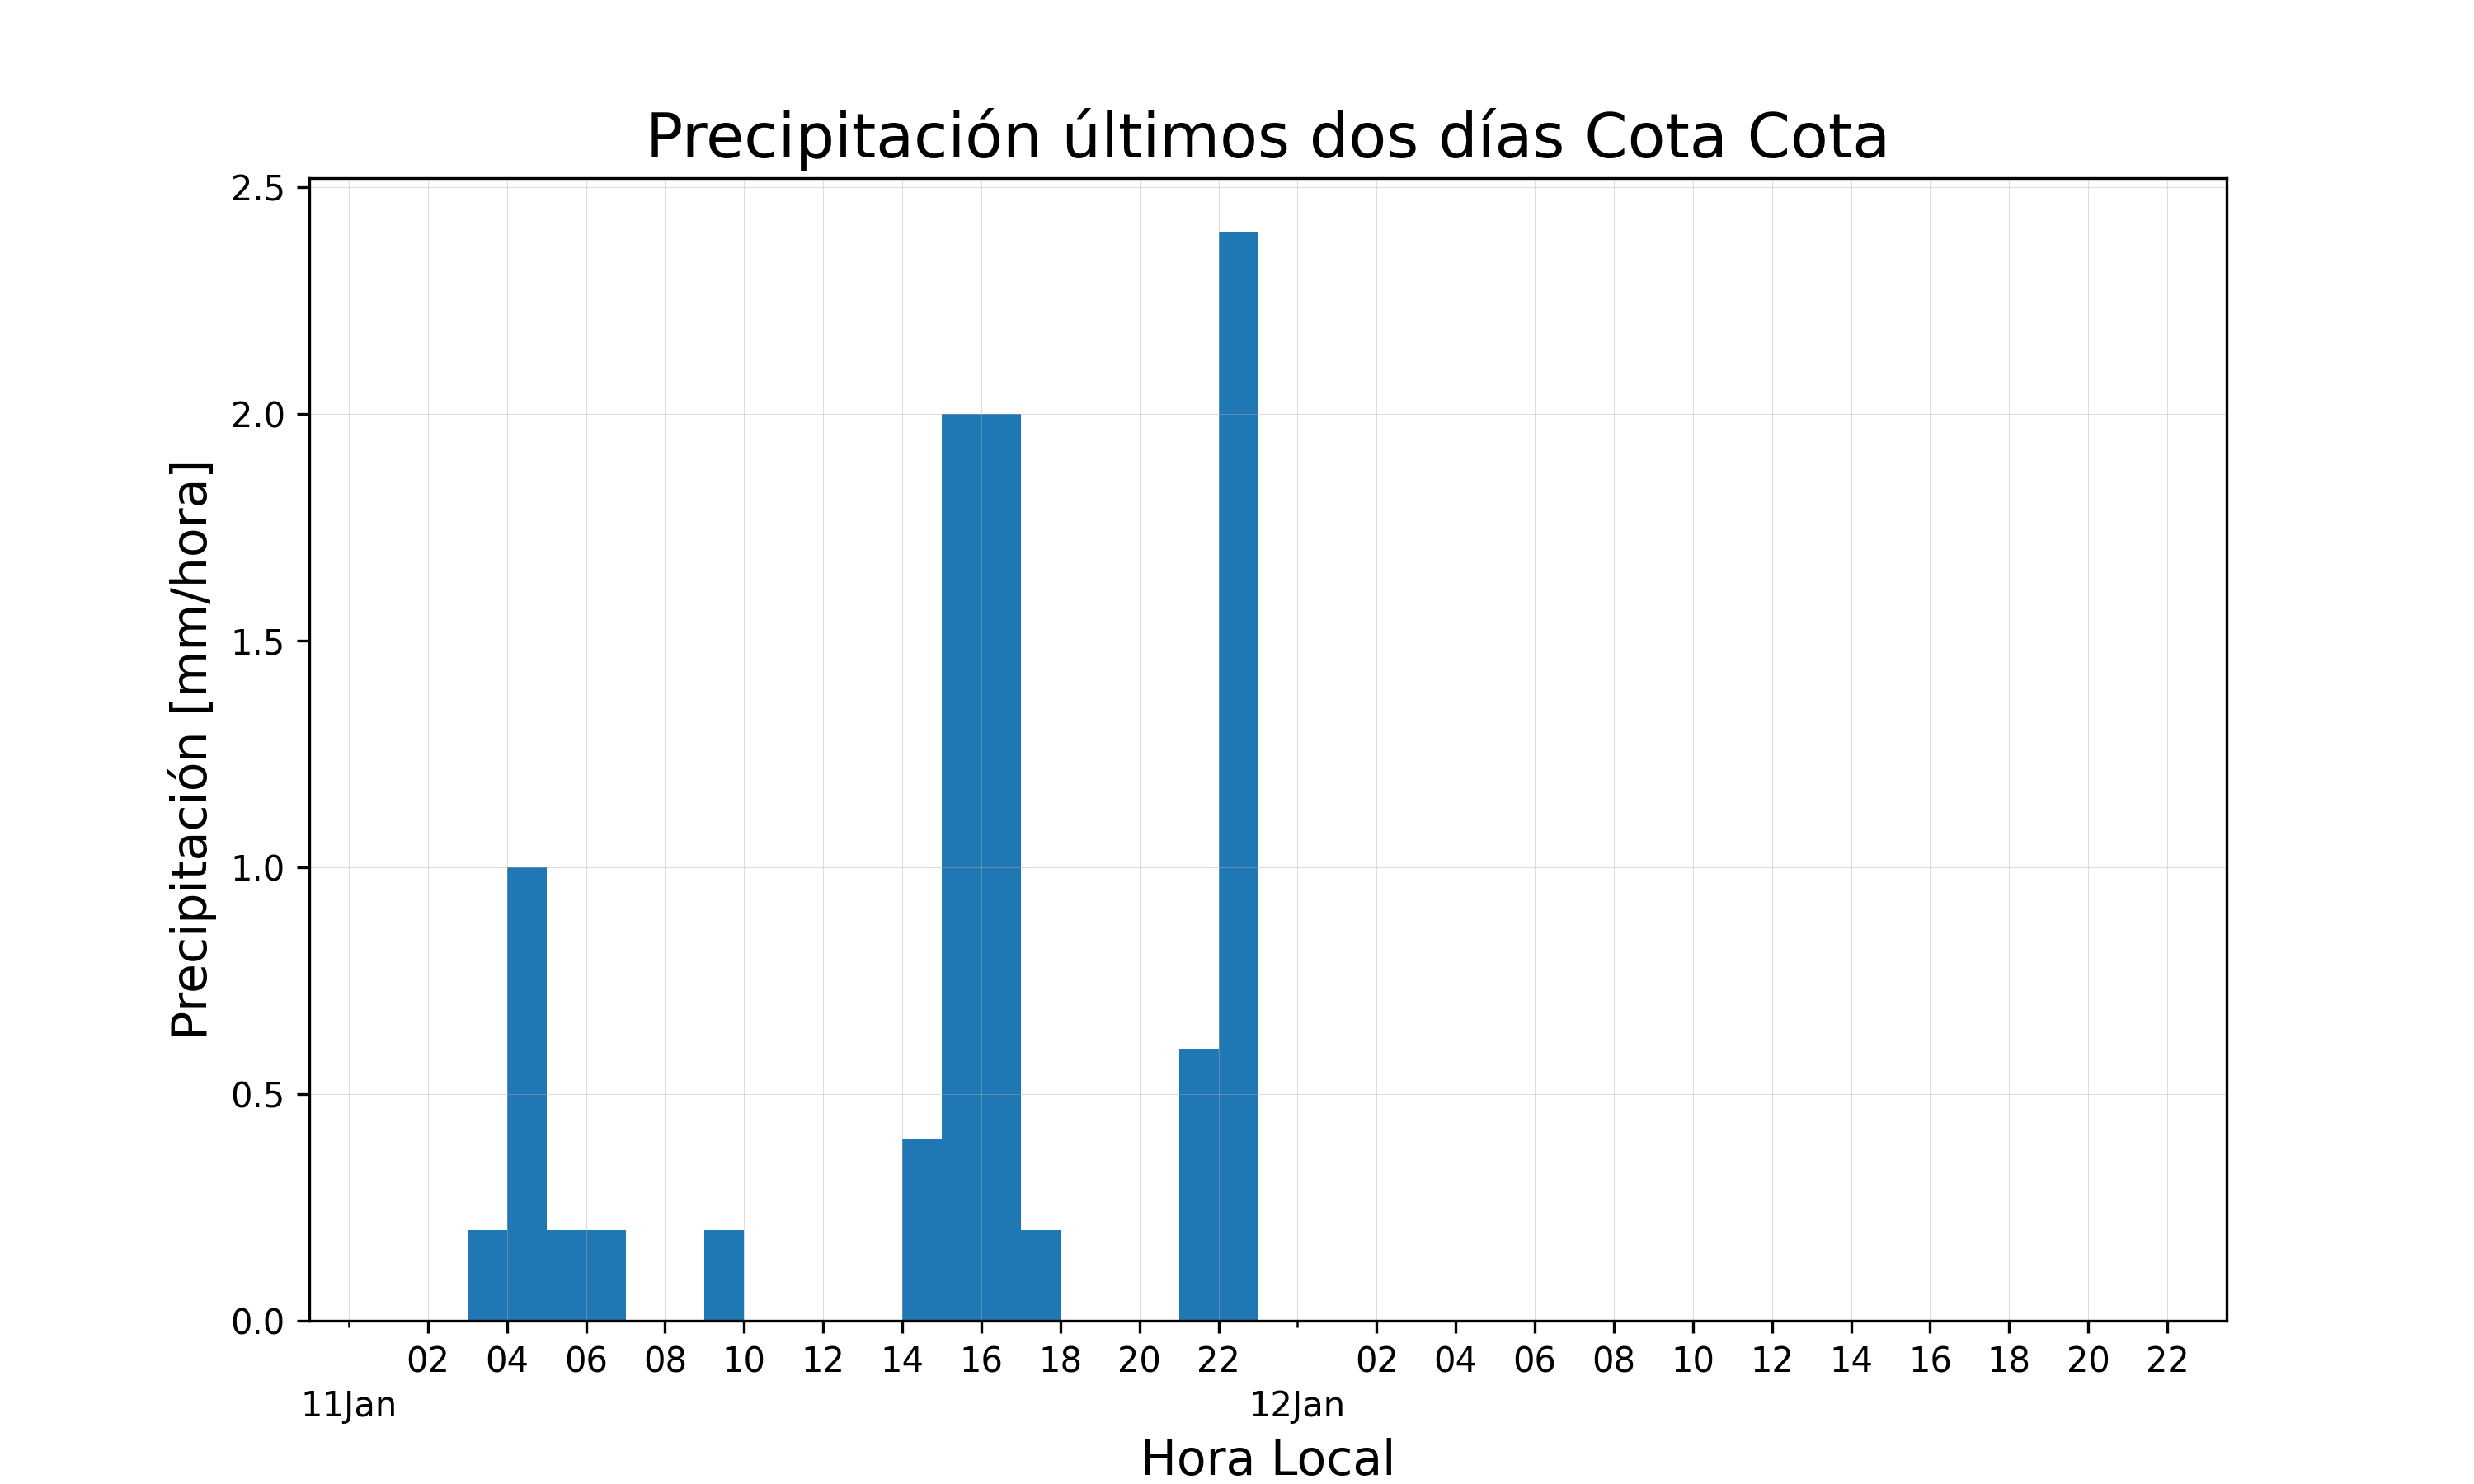 Precipitación últimos dos días Cota Cota
Precipitación [mm/hora]
2.5
2.0
1.5
1.0
0.5
0.0
02 04 06 08 10 12 14 16 18 20 22 02 04 06 08 10 12 14 16 18 20 22
11Jan 12Jan
Hora Local